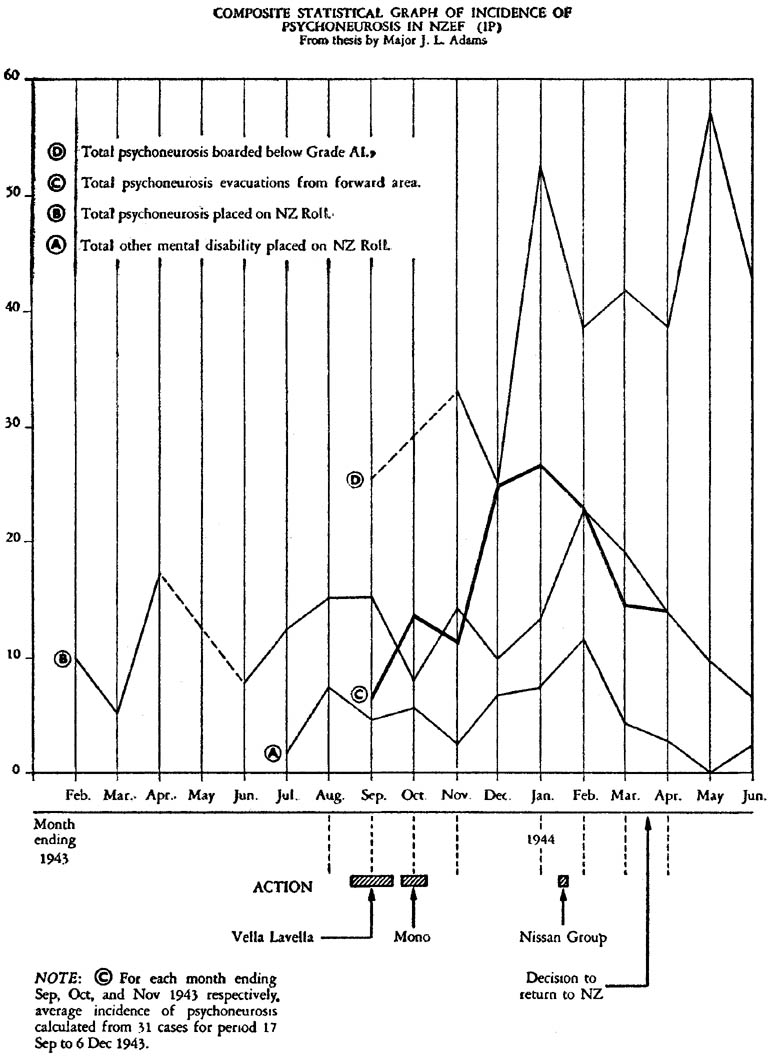 COMPOSITE STATISTICAL GRAPH OF INCIDENCE OF
PSYCHONEUROSIS IN NZEF (IP)
From thesis by Major J. L. Adams
60
50
40
30
20
10
0
D Total psychoneurosis boarded below Grade A1.,
C Total psychoneurosis evacuations from forward area.
B Total psychoneurosis placed on NZ Roll.
A Total other mental disability placed on NZ Roll.
D
B
C
A
Feb. Mar. Apr. May Jun. Jul. Aug. Sep. Oct. Nov. Dec. Jan. Feb. Mar. Apr. May Jun.
Month
ending
1943
1944
ACTION
Vella Lavella
Mono
Nissan Group
Decision to
return to NZ
NOTE: C For each month ending
Sep, Oct, and Nov 1943 respectively,
average incidence of psychoneurosis
calculated from 31 cases for period 17
Sep to 6 Dec 1943.